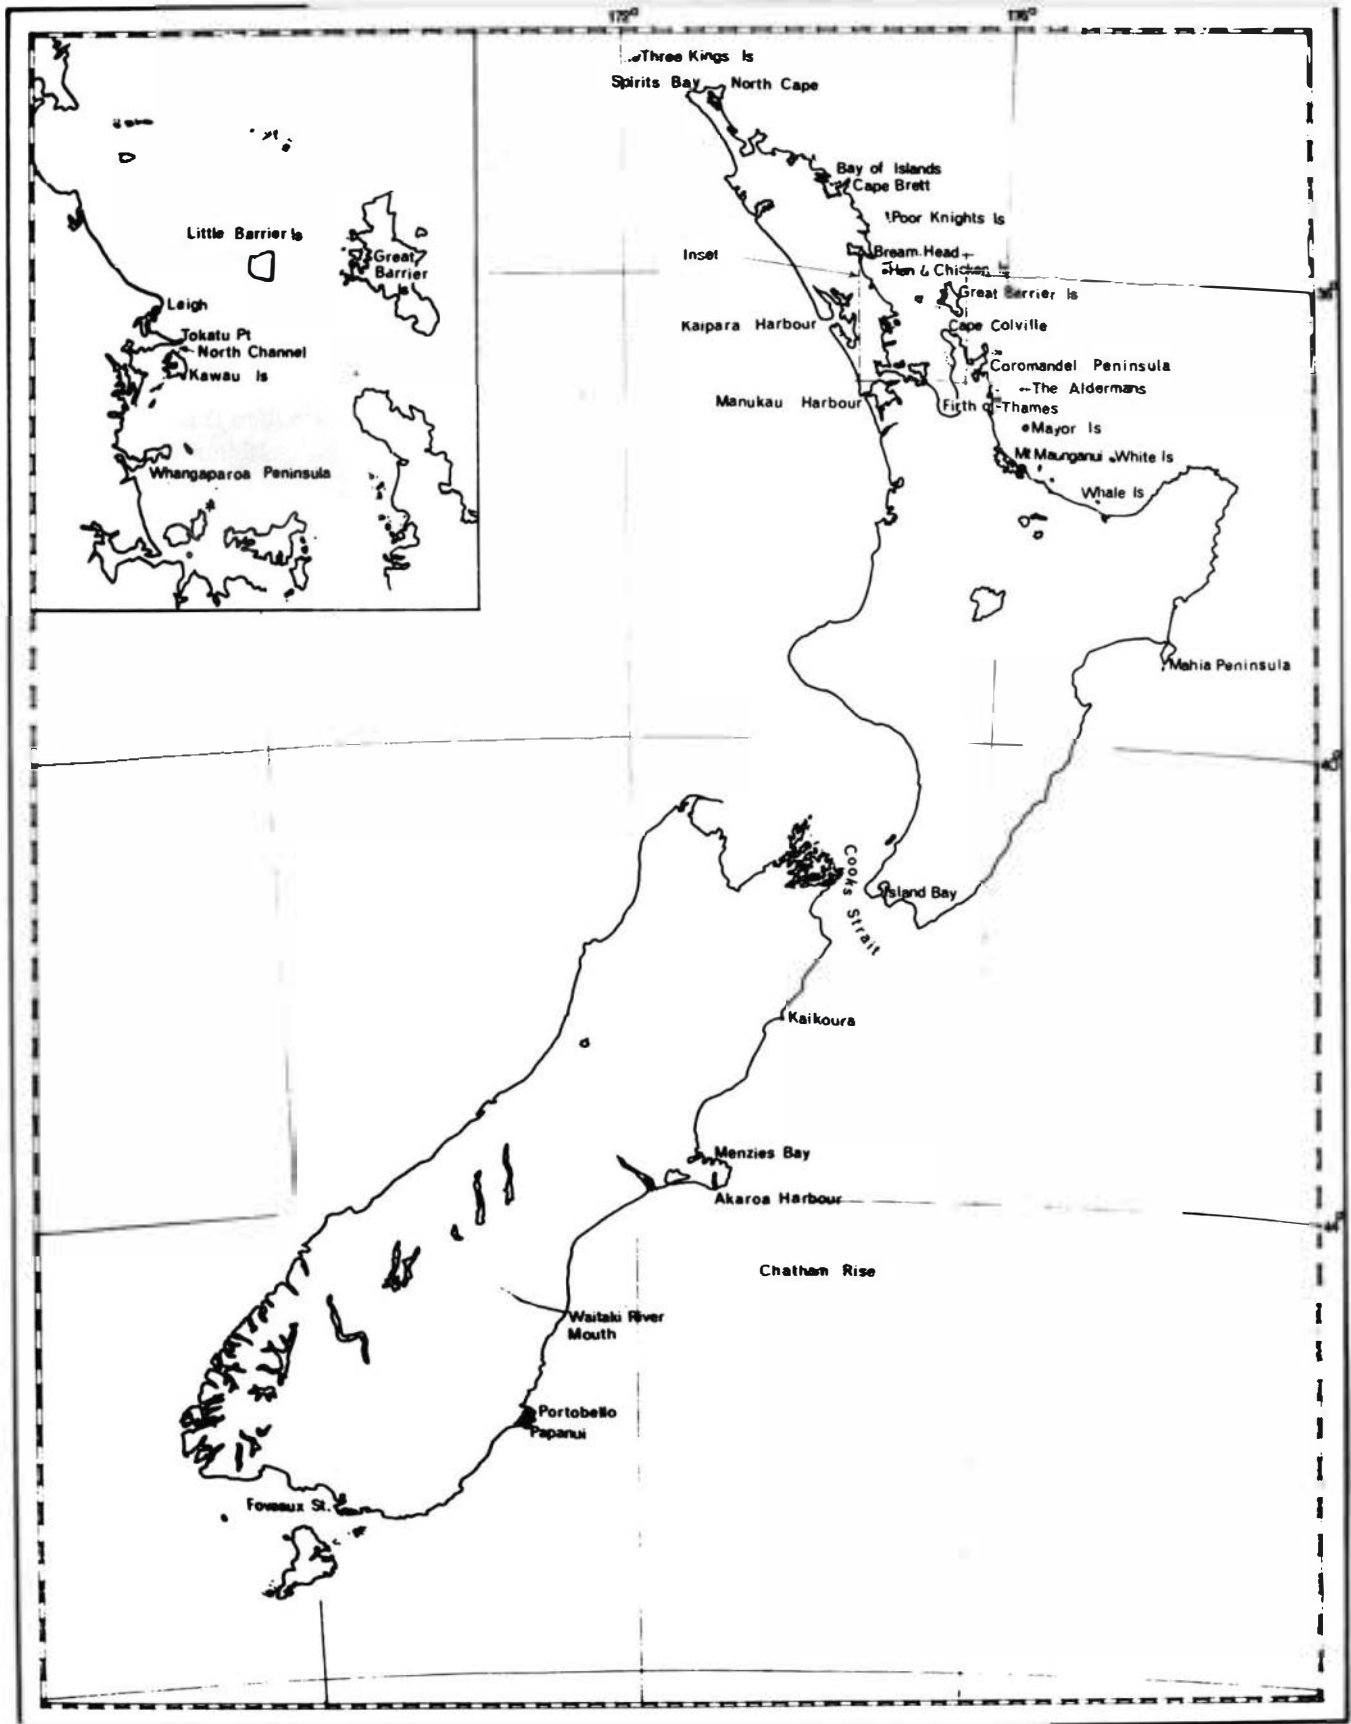 172°
176°
Three Kings Is
Spirits Bay
North Cape
Bay of Islands
Cape Brett
Poor Knights Is
Inset
Bream Head
Hen & Chicken Is
Great Barrier Is
Kaipara Harbour
Cape Colville
Coromandel Peninsula
The Aldermans
Manukau Harbour
Firth of Thames
Mayor Is
Mt Maunganui
White Is
Whale Is
Little Barrier Is
Great
Barrier
Is
Leigh
Tokatu Pt
North Channel
Kawau Is
Whangaparoa Peninsula
Mahia Peninsula
40°
Cooks Strait
Island Bay
Kaikoura
Menzies Bay
Akaroa Harbour
44°
Chatham Rise
Waitaki River
Mouth
Portobello
Papanui
Foveaux St.